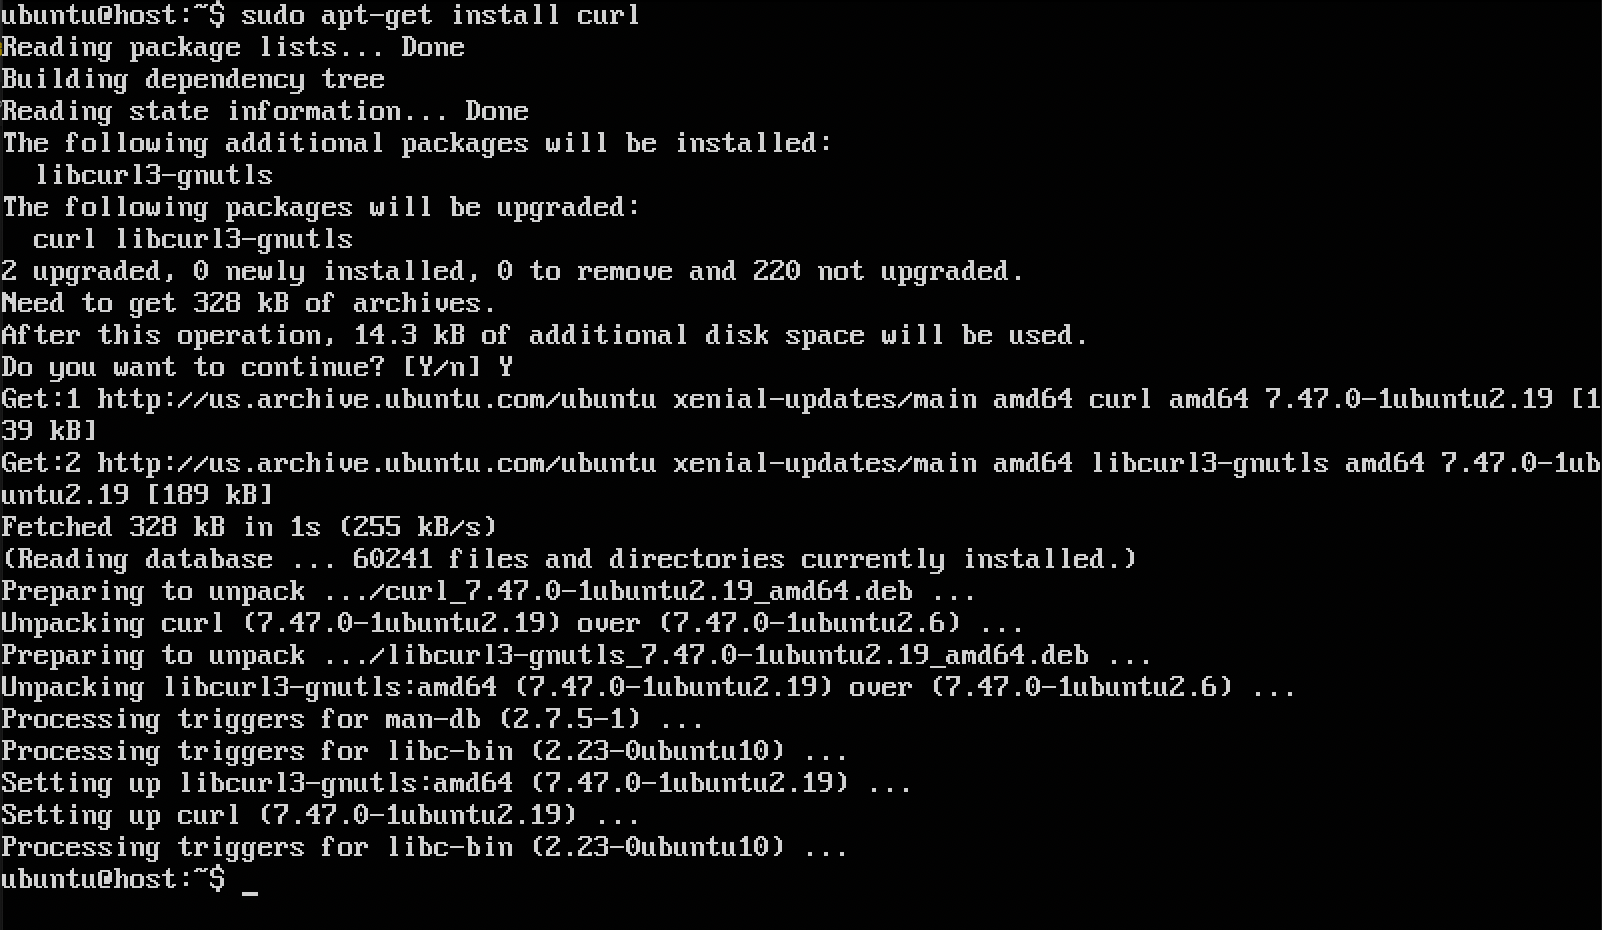 ubuntu@host:~$ sudo apt-get install curl
Reading package lists... Done
Building dependency tree
Reading state information... Done
The following additional packages will be installed:
  libcurl3-gnutls
The following packages will be upgraded:
  curl libcurl3-gnutls
2 upgraded, 0 newly installed, 0 to remove and 220 not upgraded.
Need to get 328 kB of archives.
After this operation, 14.3 kB of additional disk space will be used.
Do you want to continue? [Y/n] Y
Get:1 http://us.archive.ubuntu.com/ubuntu xenial-updates/main amd64 curl amd64 7.47.0-1ubuntu2.19 [1
39 kB]
Get:2 http://us.archive.ubuntu.com/ubuntu xenial-updates/main amd64 libcurl3-gnutls amd64 7.47.0-1ub
untu2.19 [189 kB]
Fetched 328 kB in 1s (255 kB/s)
(Reading database ... 60241 files and directories currently installed.)
Preparing to unpack .../curl_7.47.0-1ubuntu2.19_amd64.deb ...
Unpacking curl (7.47.0-1ubuntu2.19) over (7.47.0-1ubuntu2.6) ...
Preparing to unpack .../libcurl3-gnutls_7.47.0-1ubuntu2.19_amd64.deb ...
Unpacking libcurl3-gnutls:amd64 (7.47.0-1ubuntu2.19) over (7.47.0-1ubuntu2.6) ...
Processing triggers for man-db (2.7.5-1) ...
Processing triggers for libc-bin (2.23-0ubuntu10) ...
Setting up libcurl3-gnutls:amd64 (7.47.0-1ubuntu2.19) ...
Setting up curl (7.47.0-1ubuntu2.19) ...
Processing triggers for libc-bin (2.23-0ubuntu10) ...
ubuntu@host:~$ _